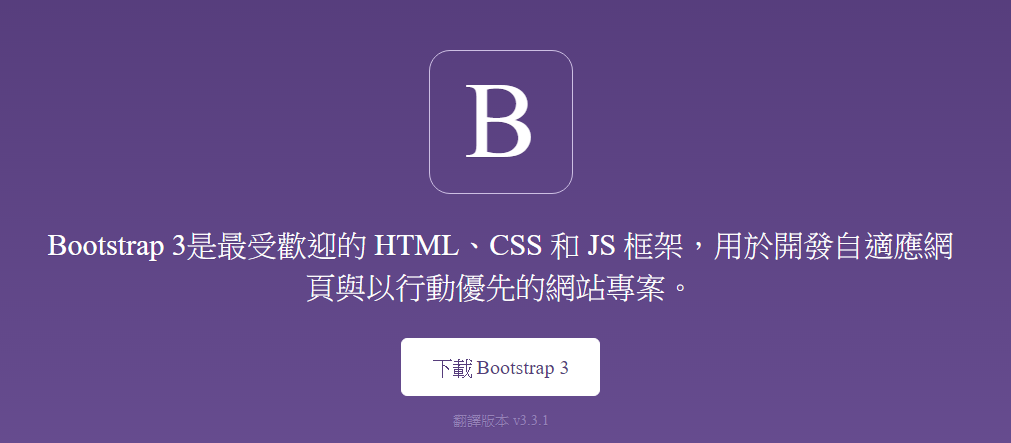 B
Bootstrap 3是最受歡迎的 HTML、CSS 和 JS 框架，用於開發自適應網
頁與以行動優先的網站專案。
下載 Bootstrap 3
翻譯版本 v3.3.1